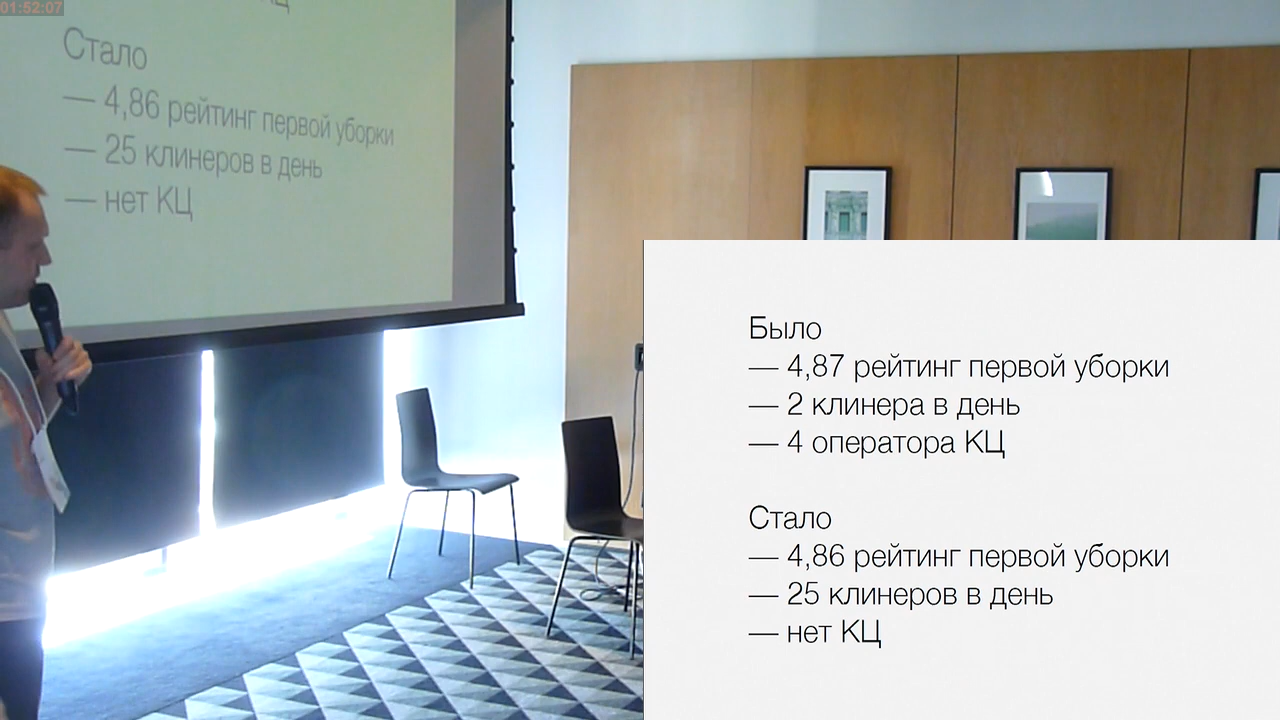 01:52:07
Стало
— 4,86 рейтинг первой уборки
— 25 клинеров в день
— нет КЦ
Было
— 4,87 рейтинг первой уборки
— 2 клинера в день
— 4 оператора КЦ
Стало
— 4,86 рейтинг первой уборки
— 25 клинеров в день
— нет КЦ